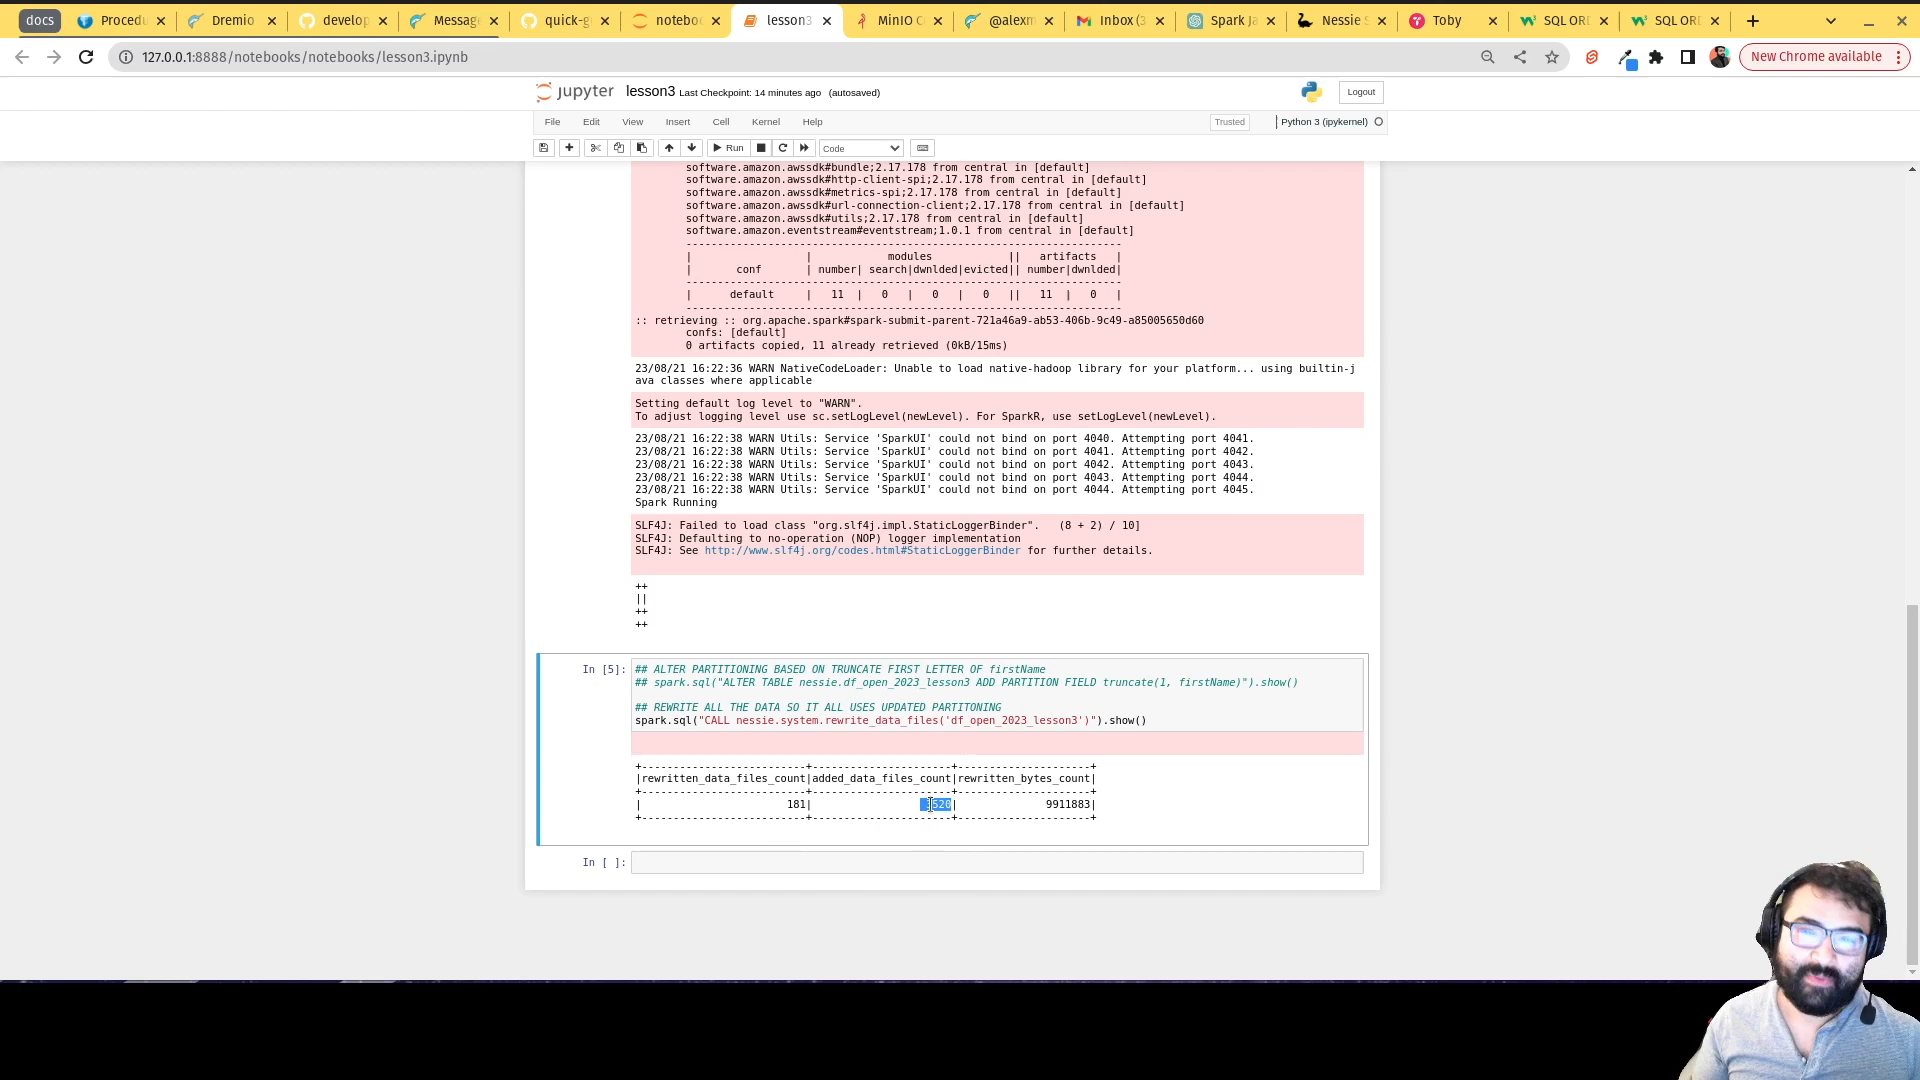 docs
Procedu
Dremio
develop
Messag
quick-g
notebo
lesson3
MinIO C
@alexm
Inbox (3
Spark Ja
Nessie S
Toby
SQL ORD
SQL ORD
127.0.0.1:8888/notebooks/notebooks/lesson3.ipynb
New Chrome available
jupyter lesson3 Last Checkpoint: 14 minutes ago (autosaved)
Logout
File Edit View Insert Cell Kernel Help
Trusted
Python 3 (ipykernel)
Run
Code
software.amazon.awssdk#bundle;2.17.178 from central in [default]
software.amazon.awssdk#http-client-spi;2.17.178 from central in [default]
software.amazon.awssdk#metrics-spi;2.17.178 from central in [default]
software.amazon.awssdk#url-connection-client;2.17.178 from central in [default]
software.amazon.awssdk#utils;2.17.178 from central in [default]
software.amazon.eventstream#eventstream;1.0.1 from central in [default]
---------------------------------------------------------------------
|                  |            modules            ||   artifacts   |
|       conf       | number| search|dwnlded|evicted|| number|dwnlded|
---------------------------------------------------------------------
|      default     |   11  |   0   |   0   |   0   ||   11  |   0   |
---------------------------------------------------------------------
:: retrieving :: org.apache.spark#spark-submit-parent-721a46a9-ab53-406b-9c49-a85005650d60
confs: [default]
0 artifacts copied, 11 already retrieved (0kB/15ms)
23/08/21 16:22:36 WARN NativeCodeLoader: Unable to load native-hadoop library for your platform... using builtin-j
ava classes where applicable
Setting default log level to "WARN".
To adjust logging level use sc.setLogLevel(newLevel). For SparkR, use setLogLevel(newLevel).
23/08/21 16:22:38 WARN Utils: Service 'SparkUI' could not bind on port 4040. Attempting port 4041.
23/08/21 16:22:38 WARN Utils: Service 'SparkUI' could not bind on port 4041. Attempting port 4042.
23/08/21 16:22:38 WARN Utils: Service 'SparkUI' could not bind on port 4042. Attempting port 4043.
23/08/21 16:22:38 WARN Utils: Service 'SparkUI' could not bind on port 4043. Attempting port 4044.
23/08/21 16:22:38 WARN Utils: Service 'SparkUI' could not bind on port 4044. Attempting port 4045.
Spark Running
SLF4J: Failed to load class "org.slf4j.impl.StaticLoggerBinder".   (8 + 2) / 10]
SLF4J: Defaulting to no-operation (NOP) logger implementation
SLF4J: See http://www.slf4j.org/codes.html#StaticLoggerBinder for further details.
++
||
++
++
In [5]:
## ALTER PARTITIONING BASED ON TRUNCATE FIRST LETTER OF firstName
## spark.sql("ALTER TABLE nessie.df_open_2023_lesson3 ADD PARTITION FIELD truncate(1, firstName)").show()
## REWRITE ALL THE DATA SO IT ALL USES UPDATED PARTITONING
spark.sql("CALL nessie.system.rewrite_data_files('df_open_2023_lesson3')").show()
+--------------------------+----------------------+---------------------+
|rewritten_data_files_count|added_data_files_count|rewritten_bytes_count|
+--------------------------+----------------------+---------------------+
|                       181|                      |              9911883|
+--------------------------+----------------------+---------------------+
In [ ]: